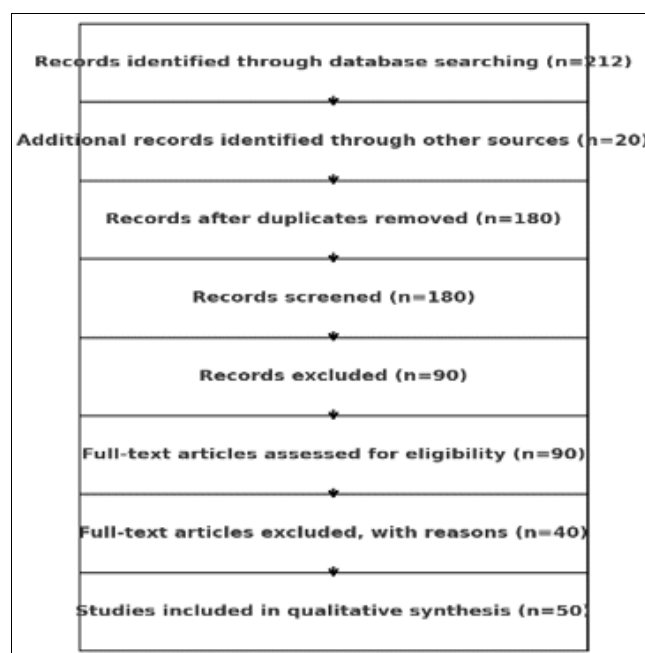 Records identified through database searching (n=212)
Additional records identified through other sources (n=20)
Records after duplicates removed (n=180)
Records screened (n=180)
Records excluded (n=90)
Full-text articles assessed for eligibility (n=90)
Full-text articles excluded, with reasons (n=40)
Studies included in qualitative synthesis (n=50)